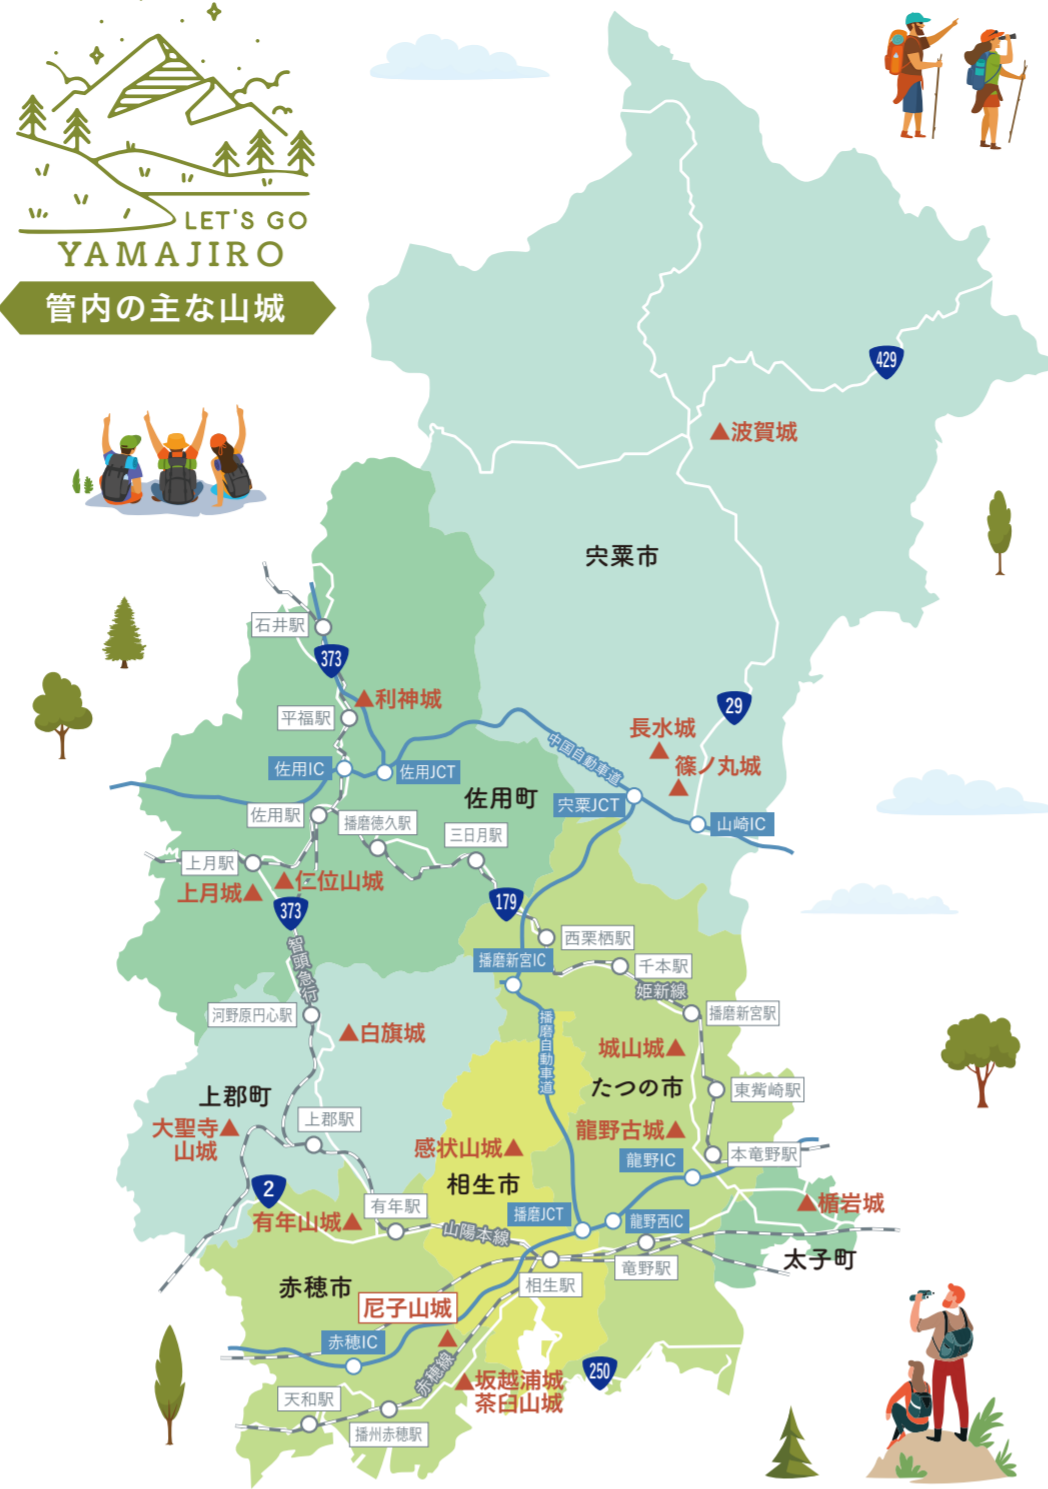 LET'S GO
YAMAJIRO
管内の主な山城
429
波賀城
宍粟市
石井駅
373
利神城
平福駅
29
長水城
篠ノ丸城
中国自動車道
佐用IC
佐用JCT
佐用町
宍粟JCT
山崎IC
佐用駅
播磨徳久駅
三日月駅
上月駅
上月城
仁位山城
373
179
智頭急行
西栗栖駅
播磨新宮IC
千本駅
姫新線
河野原円心駅
播磨新宮駅
白旗城
播磨自動車道
城山城
上郡町
たつの市
東觜崎駅
大聖寺
山城
上郡駅
龍野古城
感状山城
龍野IC
本竜野駅
相生市
2
有年山城
有年駅
播磨JCT
龍野西IC
楯岩城
山陽本線
太子町
竜野駅
相生駅
赤穂市
尼子山城
赤穂IC
赤穂線
250
坂越浦城
茶臼山城
天和駅
播州赤穂駅